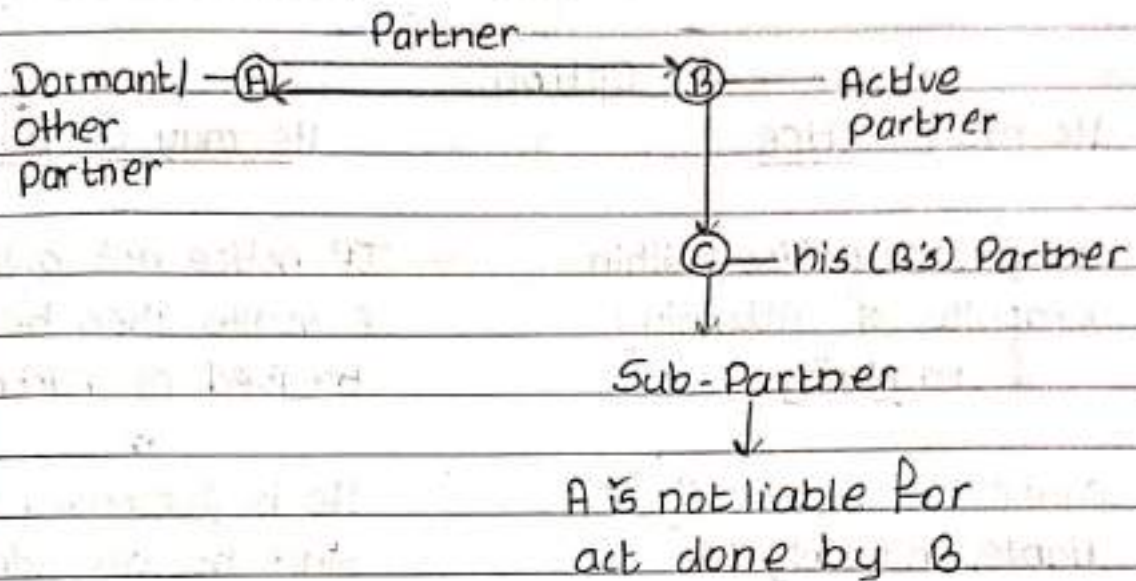 Partner
Dormant/ A B Active
other partner
partner
C his (B's) Partner
Sub-Partner
A is not liable for
act done by B